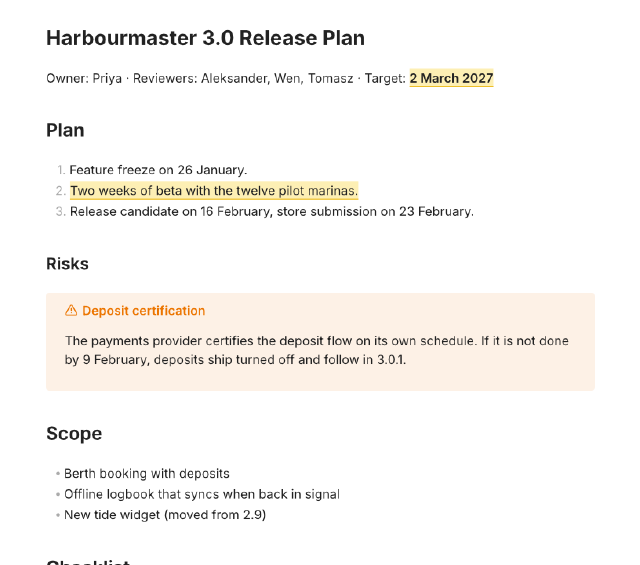 Harbourmaster 3.0 Release Plan
Owner: Priya · Reviewers: Aleksander, Wen, Tomasz · Target: 2 March 2027
Plan
1. Feature freeze on 26 January.
2. Two weeks of beta with the twelve pilot marinas.
3. Release candidate on 16 February, store submission on 23 February.
Risks
Deposit certification
The payments provider certifies the deposit flow on its own schedule. If it is not done
by 9 February, deposits ship turned off and follow in 3.0.1.
Scope
• Berth booking with deposits
• Offline logbook that syncs when back in signal
• New tide widget (moved from 2.9)
Checklist